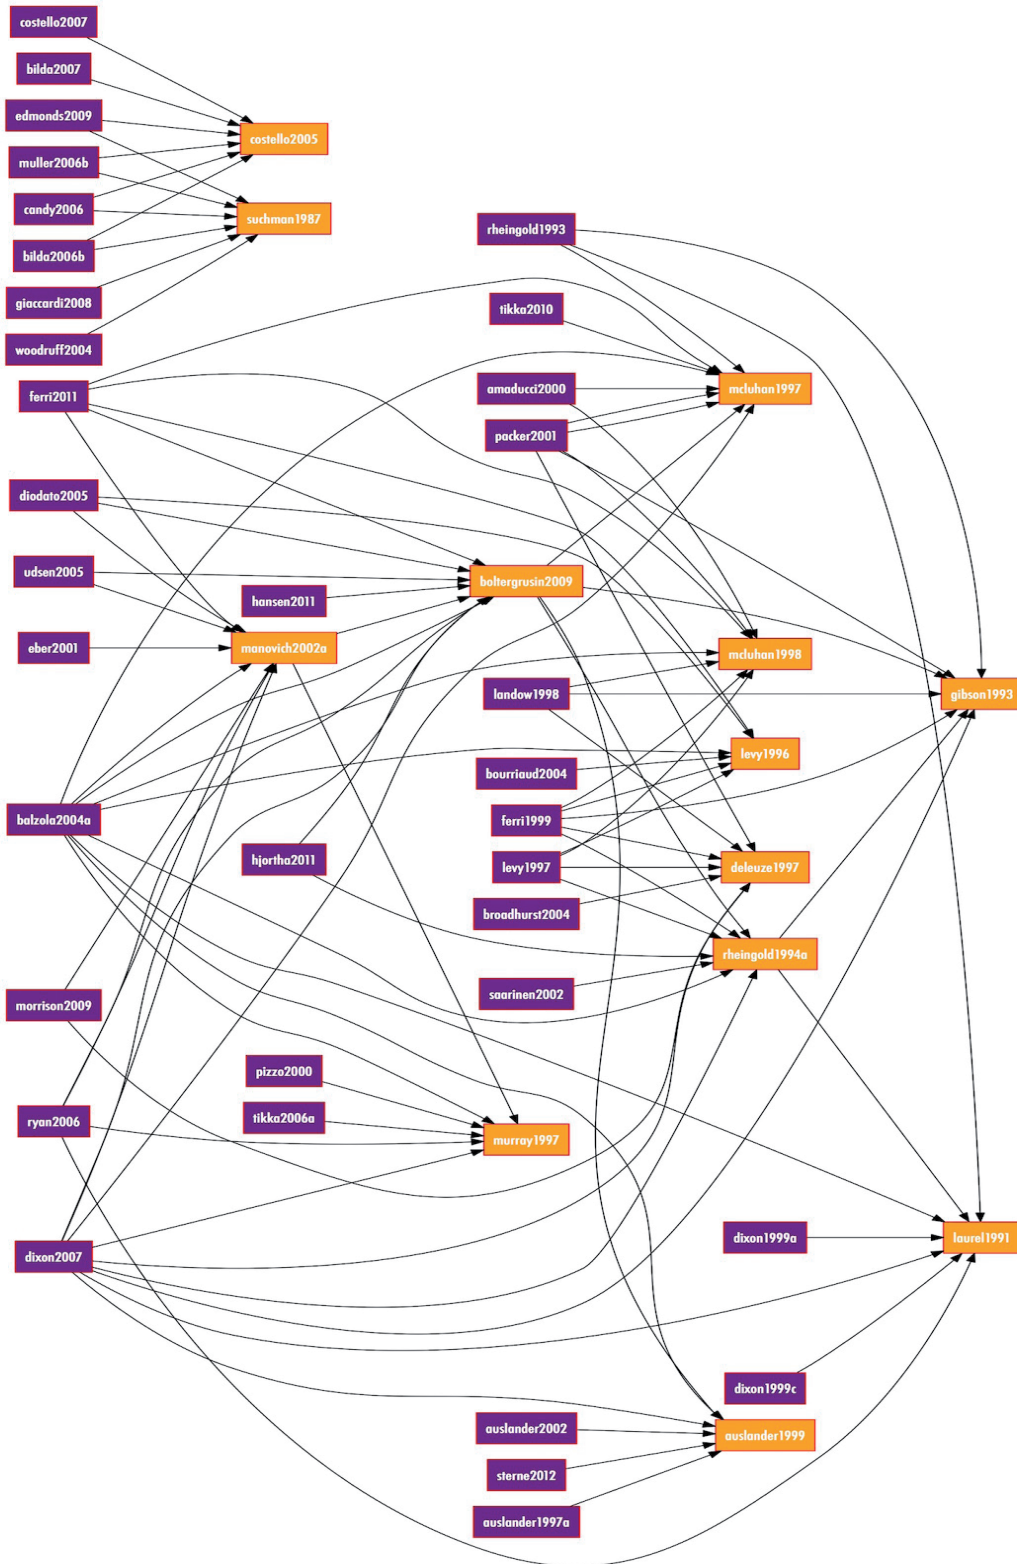 costello2007
bilda2007
edmonds2009
costello2005
muller2006b
candy2006
suchman1987
rheingold1993
bilda2006b
giaccardi2008
tikka2010
woodruff2004
ferri2011
amaducci2000
mcluhan1997
packer2001
diodato2005
udsen2005
boltergrusin2009
hansen2011
eber2001
manovich2002a
mcluhan1998
landow1998
gibson1993
levy1996
bourriaud2004
balzola2004a
ferri1999
hjortha2011
levy1997
deleuze1997
broadhurst2004
rheingold1994a
saarinen2002
morrison2009
pizzo2000
tikka2006a
ryan2006
murray1997
dixon1999a
laurel1991
dixon2007
dixon1999c
auslander2002
auslander1999
sterne2012
auslander1997a